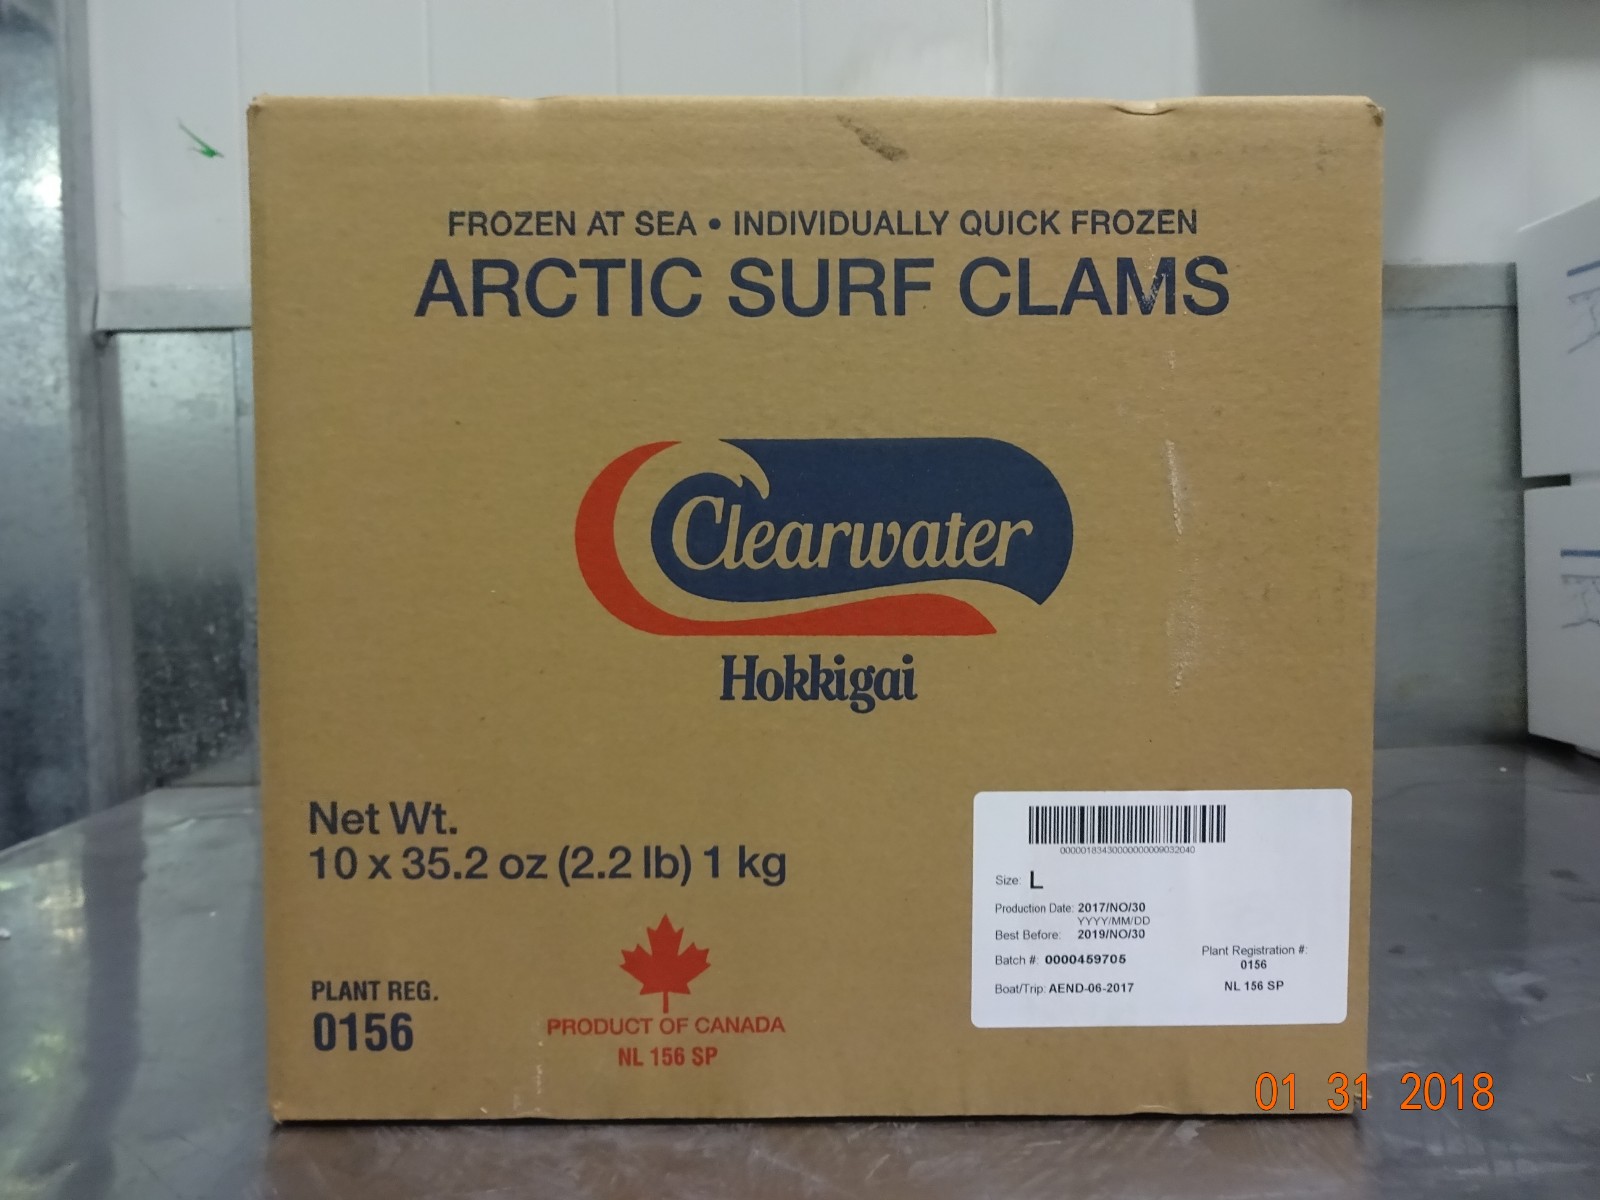 FROZEN AT SEA • INDIVIDUALLY QUICK FROZEN
ARCTIC SURF CLAMS
Clearwater
Hokkigai
Net Wt.
10 x 35.2 oz (2.2 lb) 1 kg
PLANT REG.
0156
PRODUCT OF CANADA
NL 156 SP
Size: L
Production Date: 2017/NO/30
YYYY/MM/DD
Best Before: 2019/NO/30
Batch #: 0000459705
Boat/Trip: AEND-06-2017
Plant Registration #:
0156
NL 156 SP
01 31 2018